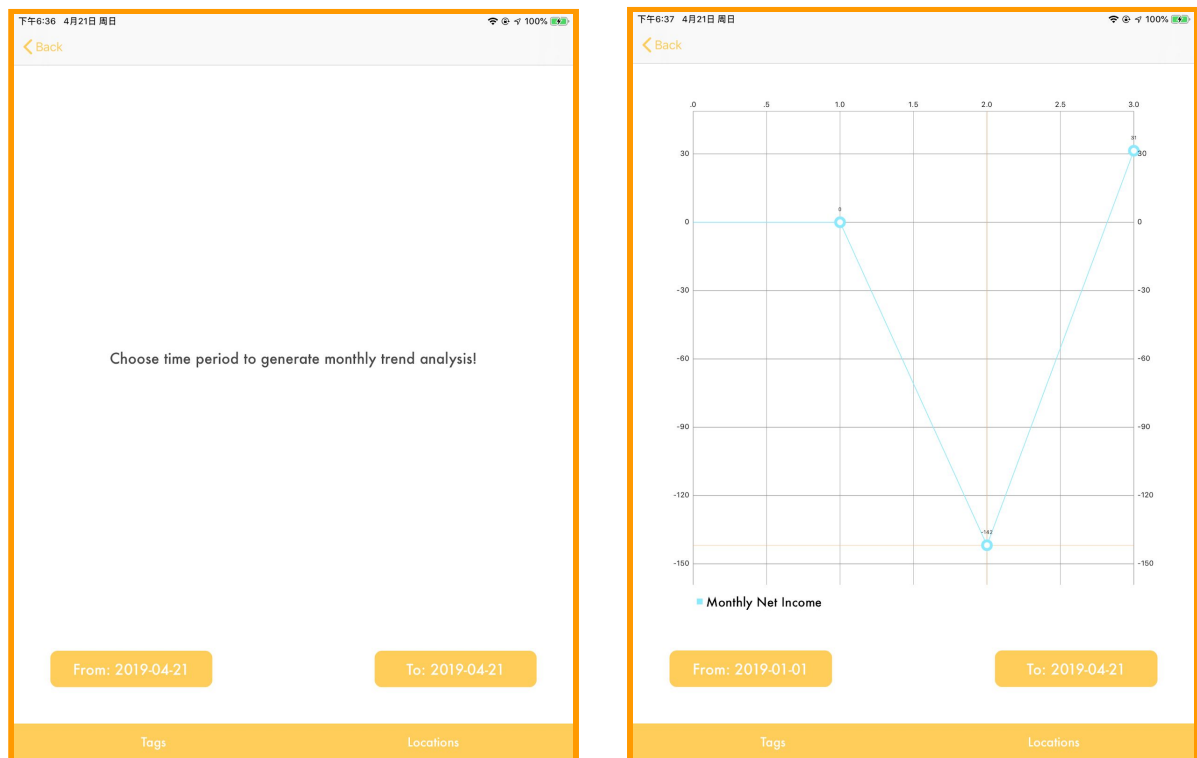 下午6:36 4月21日 周日
100%
Back
Choose time period to generate monthly trend analysis!
From: 2019-04-21
To: 2019-04-21
Tags
Locations
下午6:37 4月21日 周日
100%
Back
.0 .5 1.0 1.5 2.0 2.5 3.0
30 30
0
0 0
-30 -30
-60 -60
-90 -90
-120 -120
-142
-150 -150
Monthly Net Income
From: 2019-01-01
To: 2019-04-21
Tags
Locations